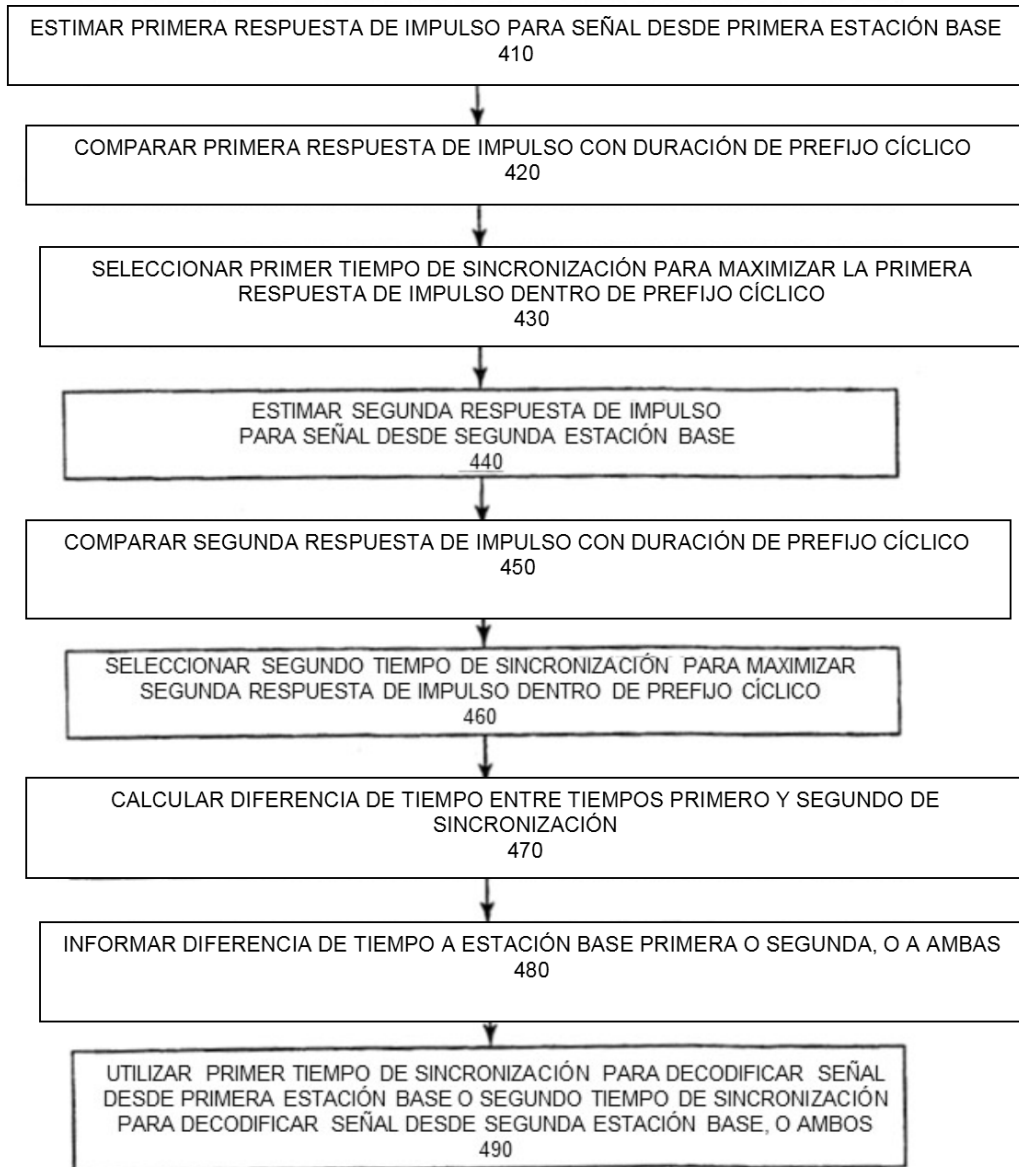 ESTIMAR PRIMERA RESPUESTA DE IMPULSO PARA SEÑAL DESDE PRIMERA ESTACIÓN BASE
410
COMPARAR PRIMERA RESPUESTA DE IMPULSO CON DURACIÓN DE PREFIJO CÍCLICO
420
SELECCIONAR PRIMER TIEMPO DE SINCRONIZACIÓN PARA MAXIMIZAR LA PRIMERA
RESPUESTA DE IMPULSO DENTRO DE PREFIJO CÍCLICO
430
ESTIMAR SEGUNDA RESPUESTA DE IMPULSO
PARA SEÑAL DESDE SEGUNDA ESTACIÓN BASE
440
COMPARAR SEGUNDA RESPUESTA DE IMPULSO CON DURACIÓN DE PREFIJO CÍCLICO
450
SELECCIONAR SEGUNDO TIEMPO DE SINCRONIZACIÓN PARA MAXIMIZAR
SEGUNDA RESPUESTA DE IMPULSO DENTRO DE PREFIJO CÍCLICO
460
CALCULAR DIFERENCIA DE TIEMPO ENTRE TIEMPOS PRIMERO Y SEGUNDO DE
SINCRONIZACIÓN
470
INFORMAR DIFERENCIA DE TIEMPO A ESTACIÓN BASE PRIMERA O SEGUNDA, O A AMBAS
480
UTILIZAR PRIMER TIEMPO DE SINCRONIZACIÓN PARA DECODIFICAR SEÑAL
DESDE PRIMERA ESTACIÓN BASE O SEGUNDO TIEMPO DE SINCRONIZACIÓN
PARA DECODIFICAR SEÑAL DESDE SEGUNDA ESTACIÓN BASE, O AMBOS
490